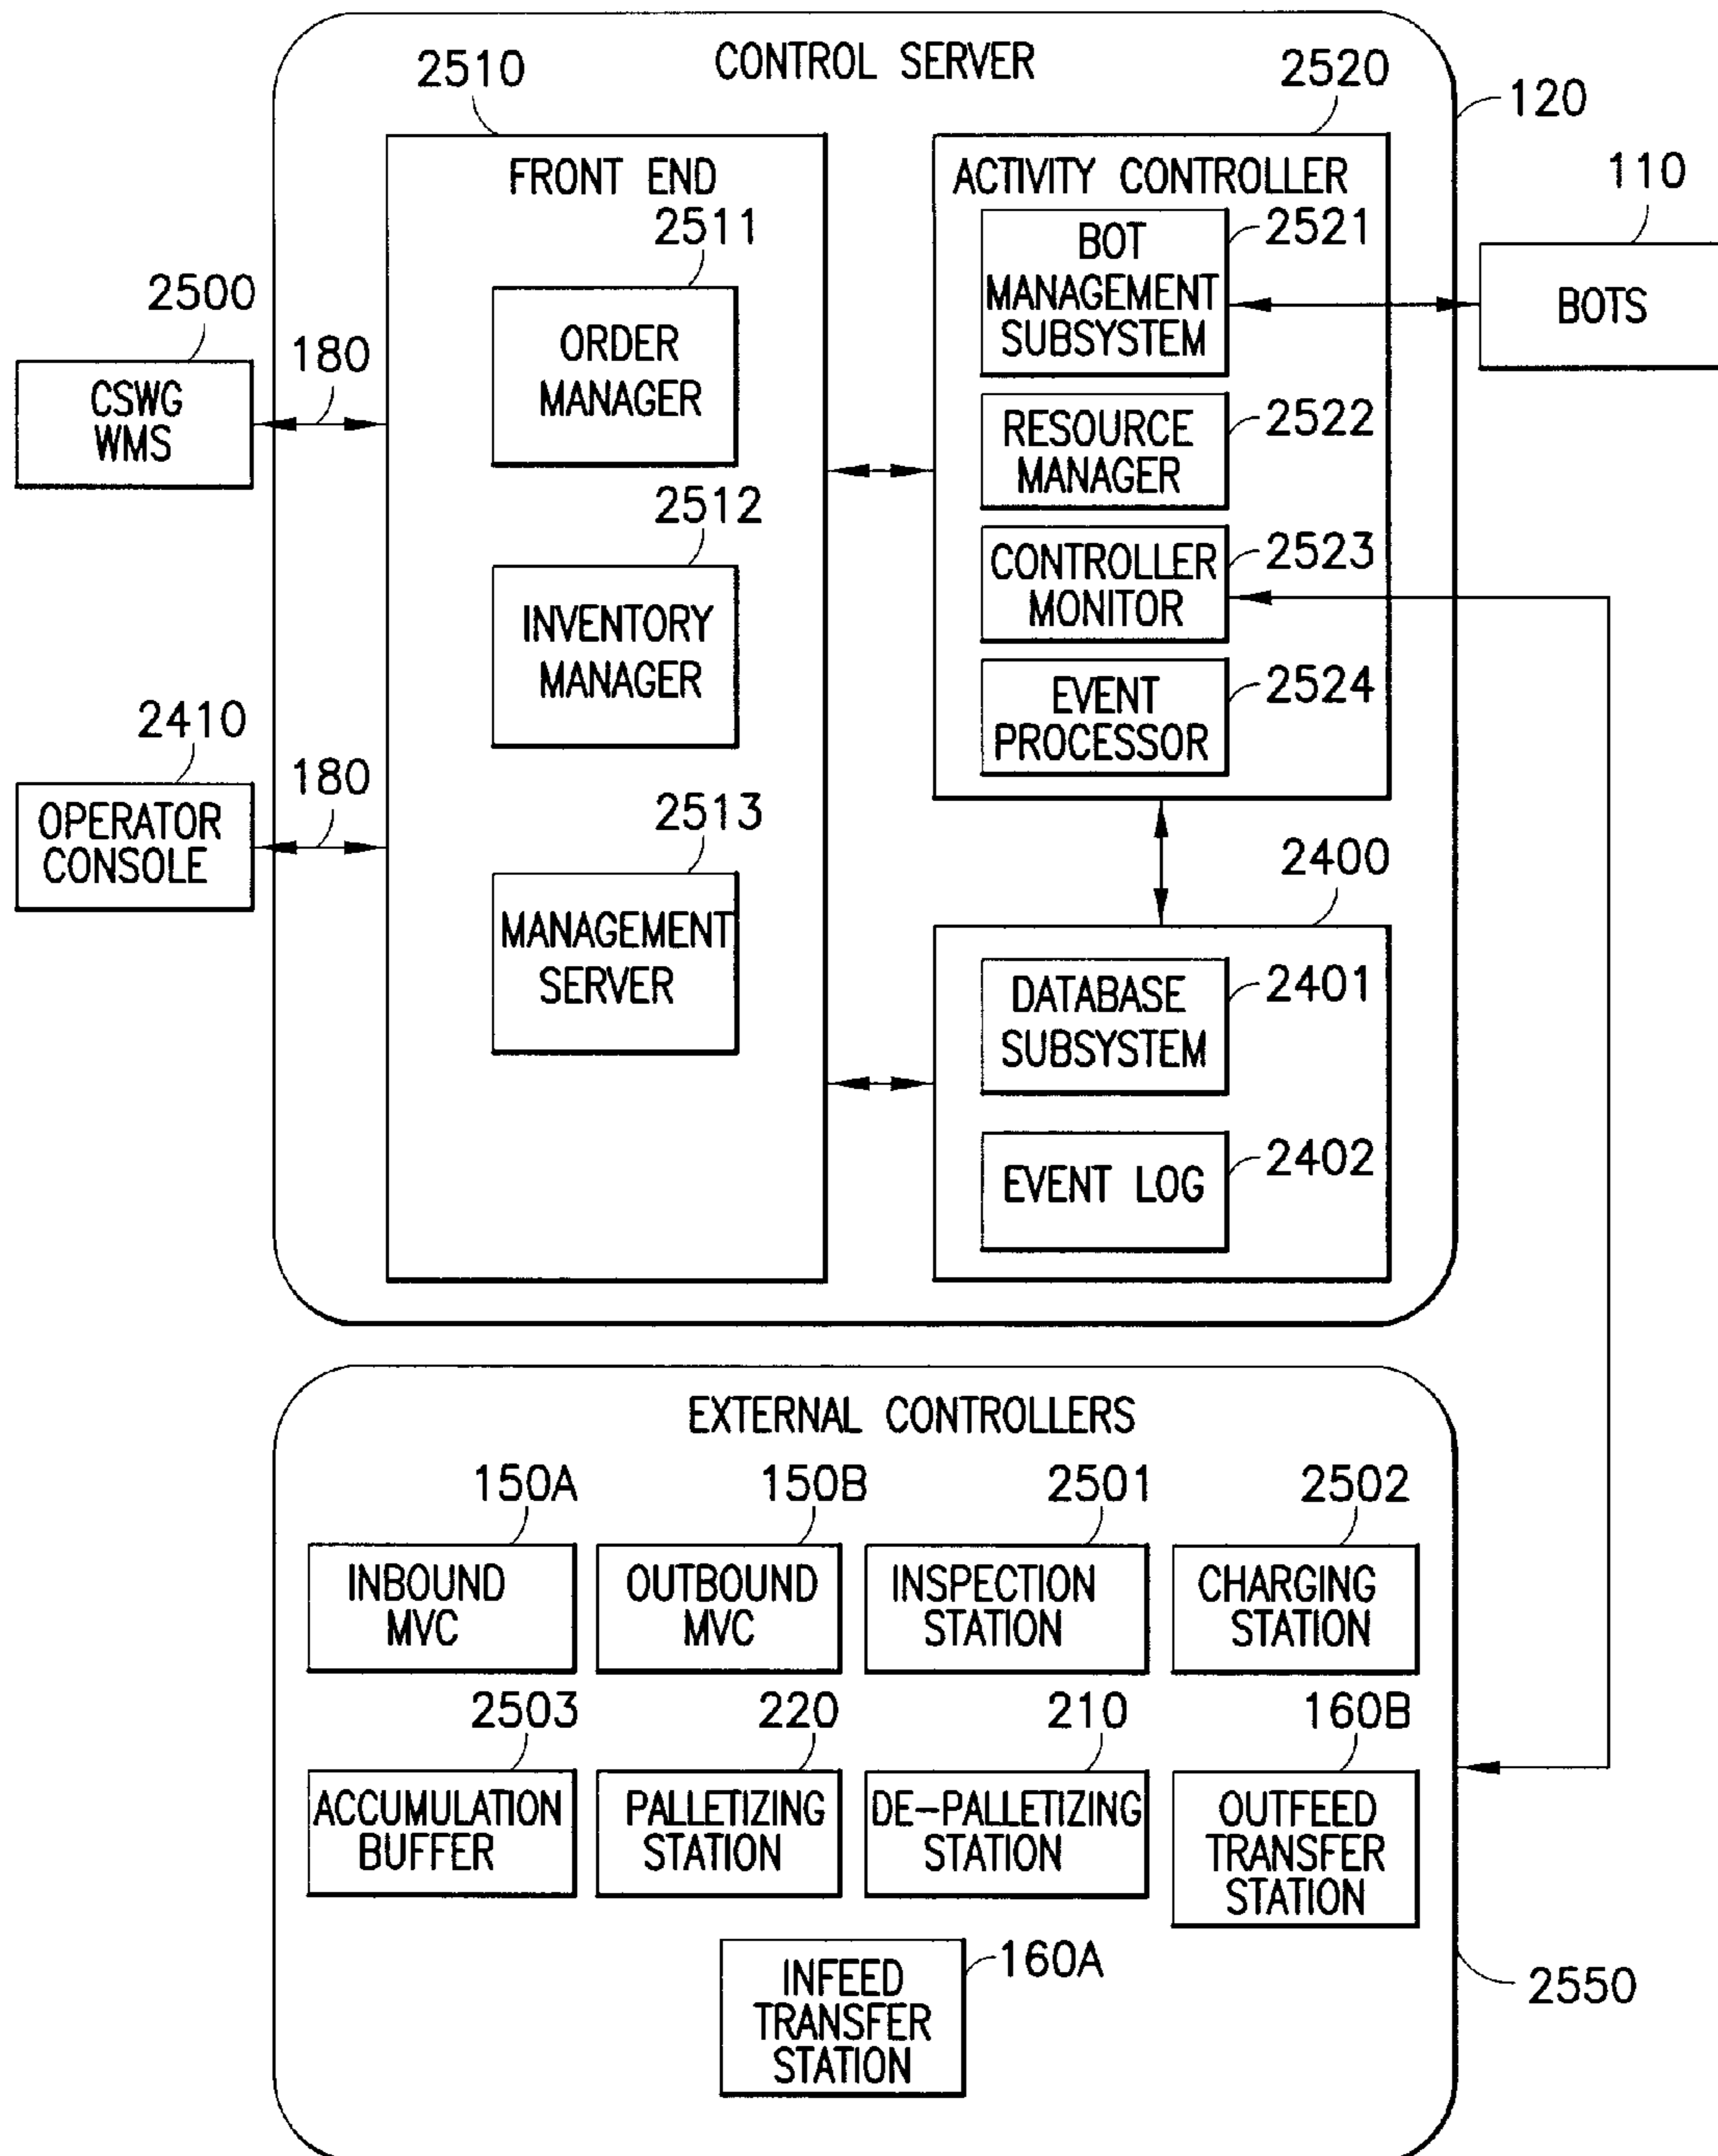 CONTROL SERVER
2510
2520
120
FRONT END
ACTIVITY CONTROLLER
110
2511
BOT
MANAGEMENT
SUBSYSTEM
2521
BOTS
2500
180
CSWG
WMS
ORDER
MANAGER
RESOURCE
MANAGER
2522
2512
CONTROLLER
MONITOR
2523
INVENTORY
MANAGER
EVENT
PROCESSOR
2524
2410
180
OPERATOR
CONSOLE
2513
2400
MANAGEMENT
SERVER
DATABASE
SUBSYSTEM
2401
EVENT LOG
2402
EXTERNAL CONTROLLERS
150A
150B
2501
2502
INBOUND
MVC
OUTBOUND
MVC
INSPECTION
STATION
CHARGING
STATION
2503
220
210
160B
ACCUMULATION
BUFFER
PALLETIZING
STATION
DE-PALLETIZING
STATION
OUTFEED
TRANSFER
STATION
INFEED
TRANSFER
STATION
160A
2550